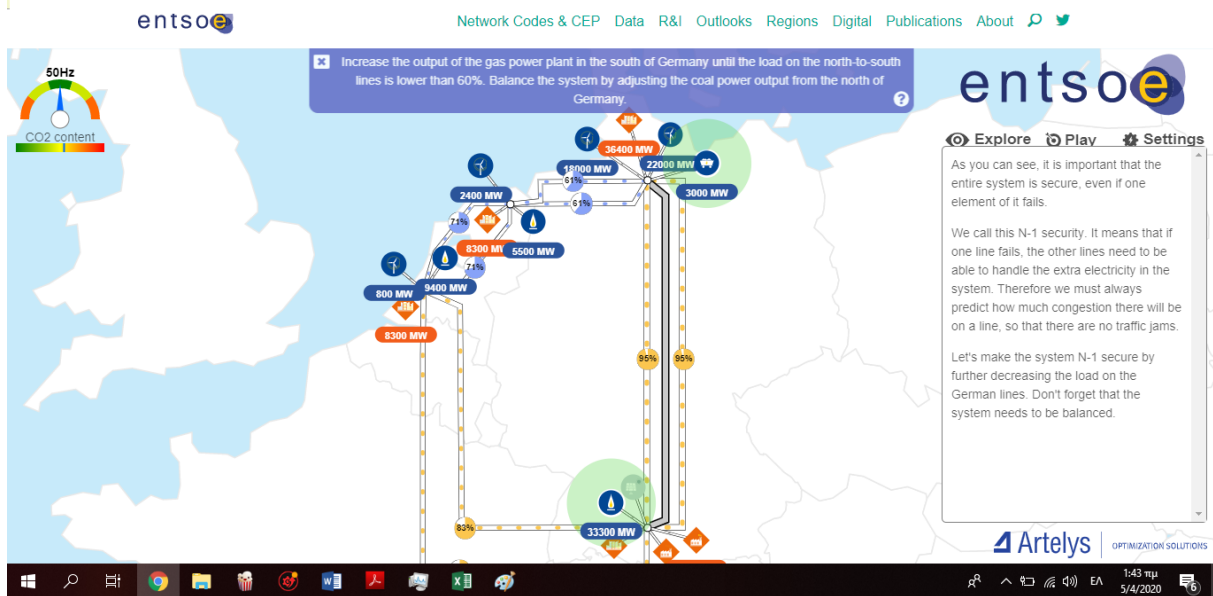 entsoe
Network Codes & CEP Data R&I Outlooks Regions Digital Publications About
Increase the output of the gas power plant in the south of Germany until the load on the north-to-south
lines is lower than 60%. Balance the system by adjusting the coal power output from the north of
Germany.
?
50Hz
CO2 content
entsoe
Explore Play Settings
As you can see, it is important that the
entire system is secure, even if one
element of it fails.
We call this N-1 security. It means that if
one line fails, the other lines need to be
able to handle the extra electricity in the
system. Therefore we must always
predict how much congestion there will be
on a line, so that there are no traffic jams.
Let's make the system N-1 secure by
further decreasing the load on the
German lines. Don't forget that the
system needs to be balanced.
36400 MW
18000 MW
22000 MW
61%
3000 MW
2400 MW
61%
71%
8300 MW
5500 MW
71%
800 MW
9400 MW
8300 MW
95%
95%
83%
33300 MW
Artelys OPTIMIZATION SOLUTIONS
ΕΛ
1:43 πμ
5/4/2020
6